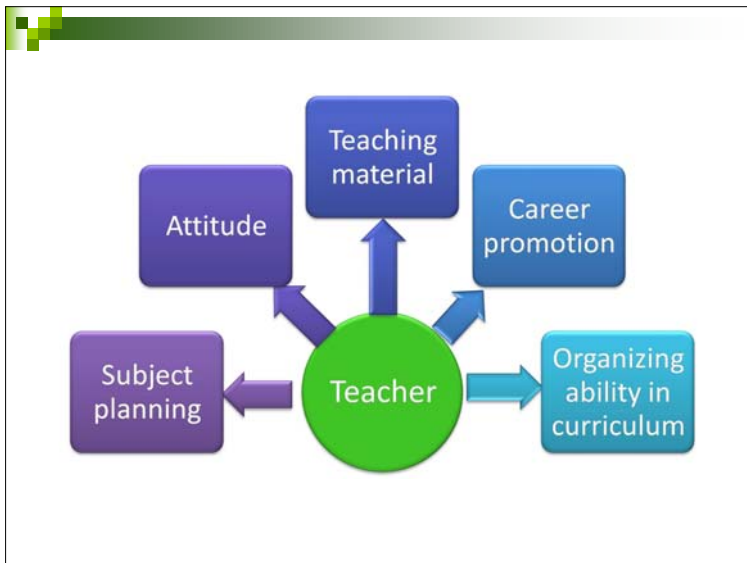 Teaching
material
Attitude
Career
promotion
Subject
planning
Teacher
Organizing
ability in
curriculum